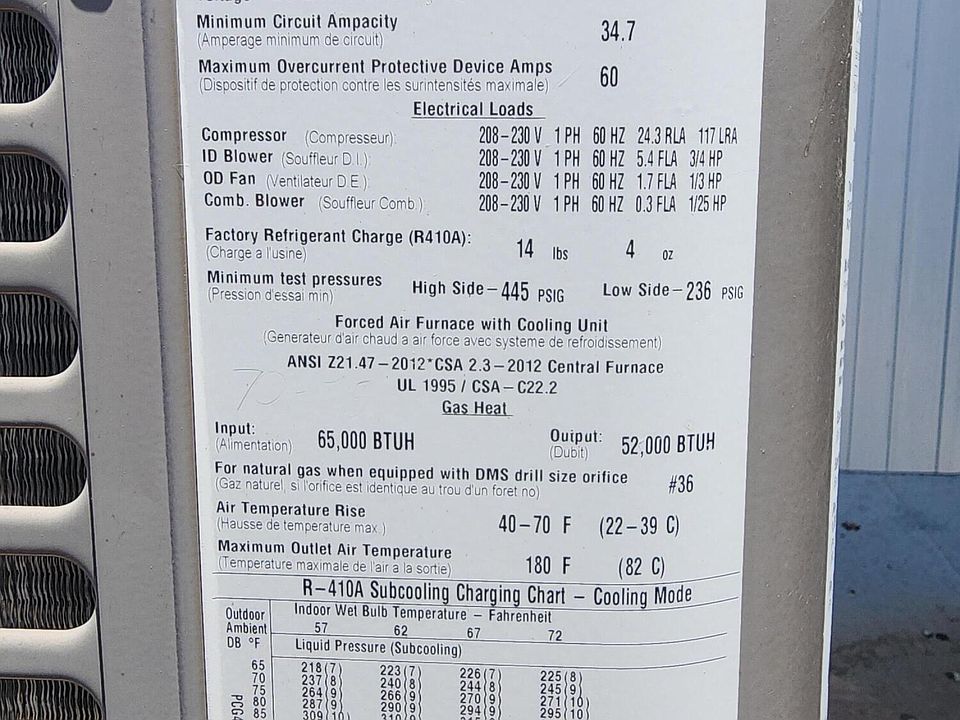 Minimum Circuit Ampacity 34.7
(Amperage minimum de circuit)
Maximum Overcurrent Protective Device Amps 60
(Dispositif de protection contre les surintensités maximale)
Electrical Loads
Compressor (Compresseur): 208-230 V 1 PH 60 HZ 24.3 RLA 117 LRA
ID Blower (Souffleur D.I.): 208-230 V 1 PH 60 HZ 5.4 FLA 3/4 HP
OD Fan (Ventilateur D.E.): 208-230 V 1 PH 60 HZ 1.7 FLA 1/3 HP
Comb. Blower (Souffleur Comb.): 208-230 V 1 PH 60 HZ 0.3 FLA 1/25 HP
Factory Refrigerant Charge (R410A): 14 lbs 4 oz
(Charge a l'usine)
Minimum test pressures High Side-445 PSIG Low Side-236 PSIG
(Pression d'essai min)
Forced Air Furnace with Cooling Unit
(Generateur d'air chaud a air force avec systeme de refroidissement)
ANSI Z21.47-2012*CSA 2.3-2012 Central Furnace
UL 1995 / CSA-C22.2
Gas Heat
Input: 65,000 BTUH Output: 52,000 BTUH
(Alimentation) (Dubit)
For natural gas when equipped with DMS drill size orifice #36
(Gaz naturel, si l'orifice est identique au trou d'un foret no)
Air Temperature Rise 40-70 F (22-39 C)
(Hausse de temperature max.)
Maximum Outlet Air Temperature 180 F (82 C)
(Temperature maximale de l'air a la sortie)
R-410A Subcooling Charging Chart - Cooling Mode
Outdoor Ambient DB °F
Indoor Wet Bulb Temperature - Fahrenheit
57 62 67 72
Liquid Pressure (Subcooling)
65 218(7) 223(7) 226(7) 225(8)
70 237(8) 240(8) 244(8) 245(9)
75 264(9) 266(9) 270(9) 271(10)
80 287(9) 290(9) 294(9) 295(10)
85 309(10)